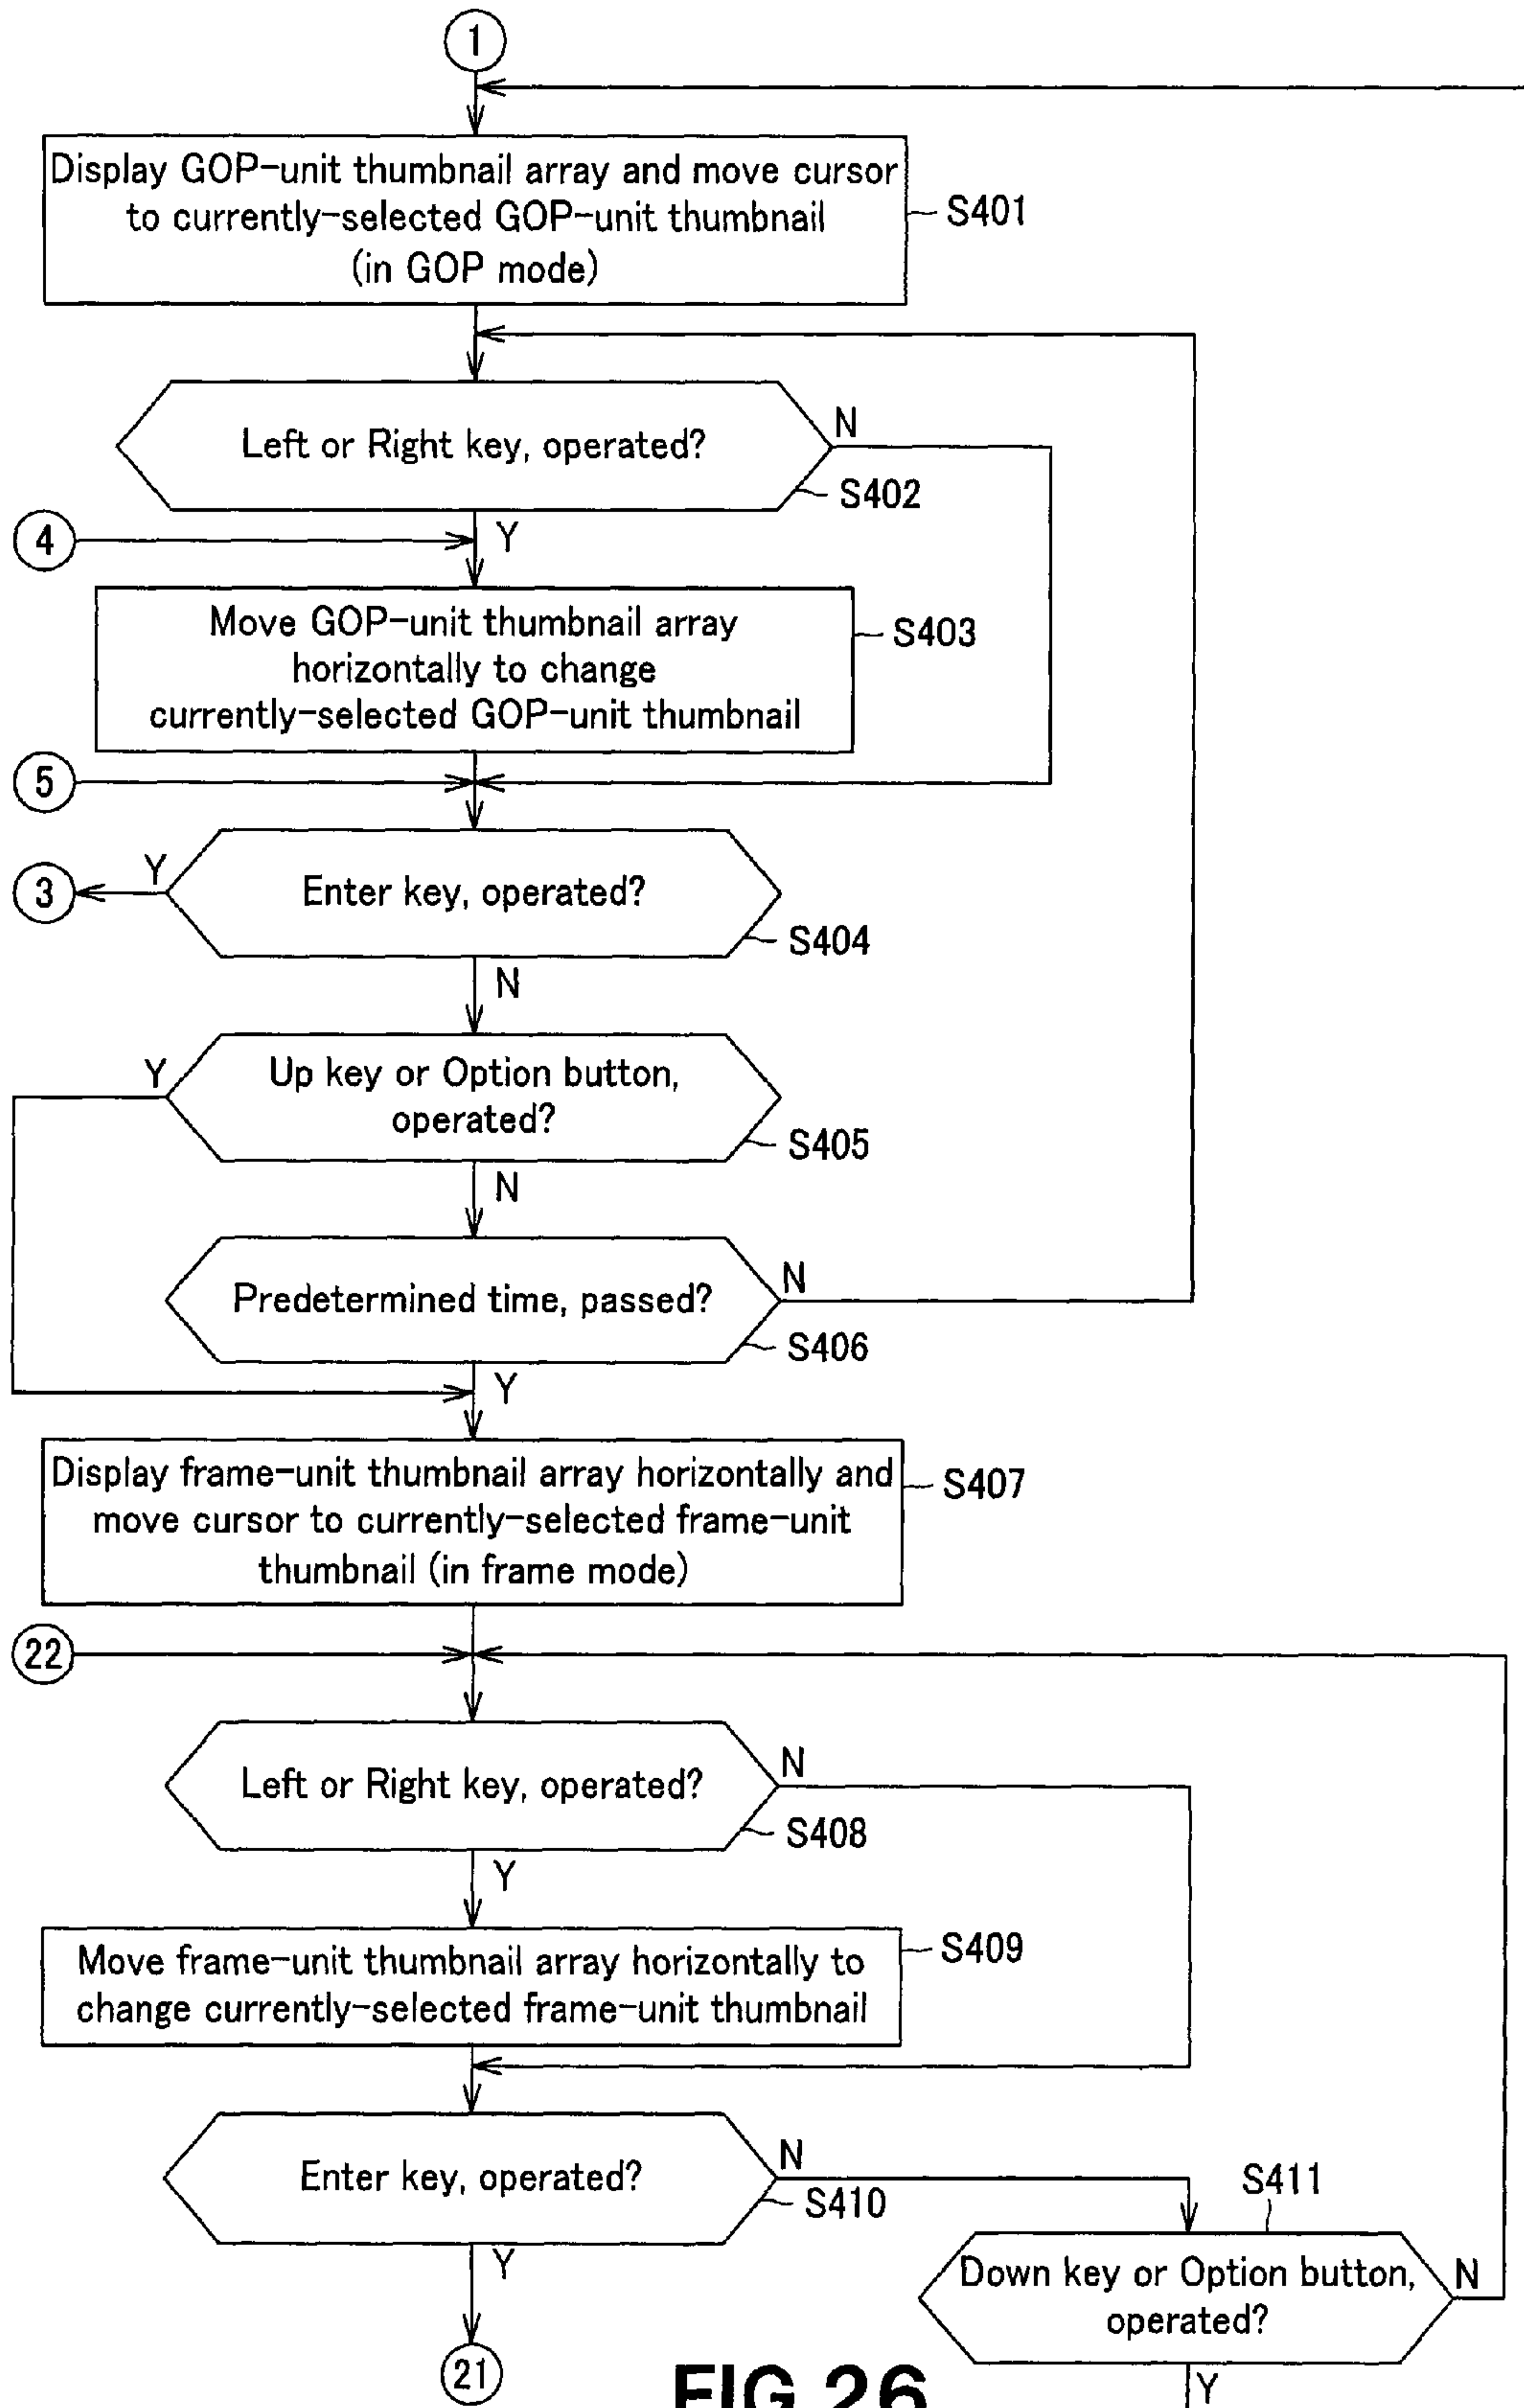 1
Display GOP-unit thumbnail array and move cursor
to currently-selected GOP-unit thumbnail
(in GOP mode)
S401
Left or Right key, operated?
N
S402
4
Y
Move GOP-unit thumbnail array
horizontally to change
currently-selected GOP-unit thumbnail
S403
5
3
Y
Enter key, operated?
S404
N
Y
Up key or Option button,
operated?
S405
N
Predetermined time, passed?
N
S406
Y
Display frame-unit thumbnail array horizontally and
move cursor to currently-selected frame-unit
thumbnail (in frame mode)
S407
22
Left or Right key, operated?
N
S408
Y
Move frame-unit thumbnail array horizontally to
change currently-selected frame-unit thumbnail
S409
Enter key, operated?
N
S410
Y
S411
Down key or Option button,
operated?
N
Y
21
FIG.26